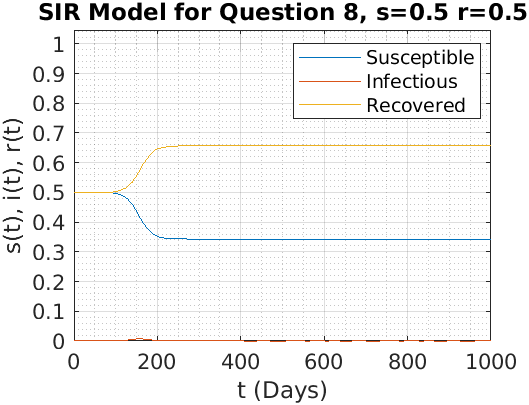 SIR Model for Question 8, s=0.5 r=0.5
s(t), i(t), r(t)
1
0.9
0.8
0.7
0.6
0.5
0.4
0.3
0.2
0.1
0
Susceptible
Infectious
Recovered
0 200 400 600 800 1000
t (Days)